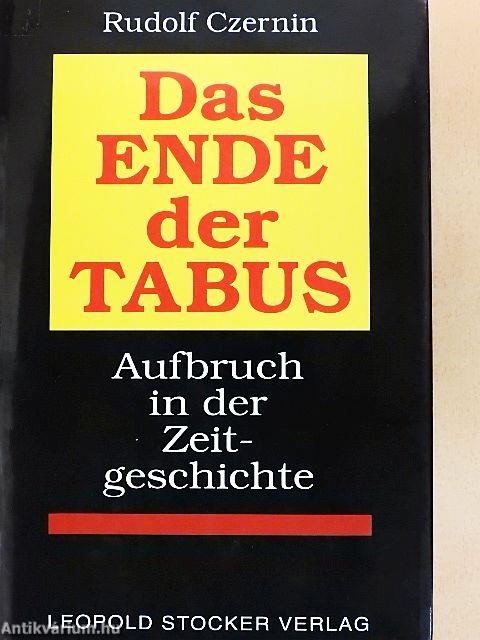 Rudolf Czernin
Das
ENDE
der
TABUS
Aufbruch
in der
Zeit-
geschichte
LEOPOLD STOCKER VERLAG
Antikvarium.hu